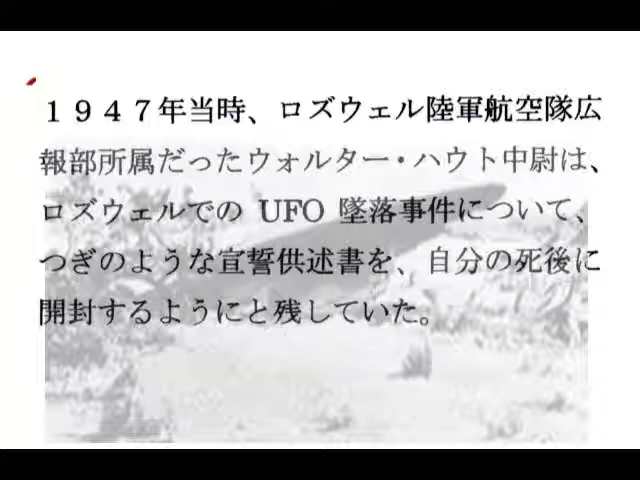 １９４７年当時、ロズウェル陸軍航空隊広
報部所属だったウォルター・ハウト中尉は、
ロズウェルでの UFO 墜落事件について、
つぎのような宣誓供述書を、自分の死後に
開封するようにと残していた。